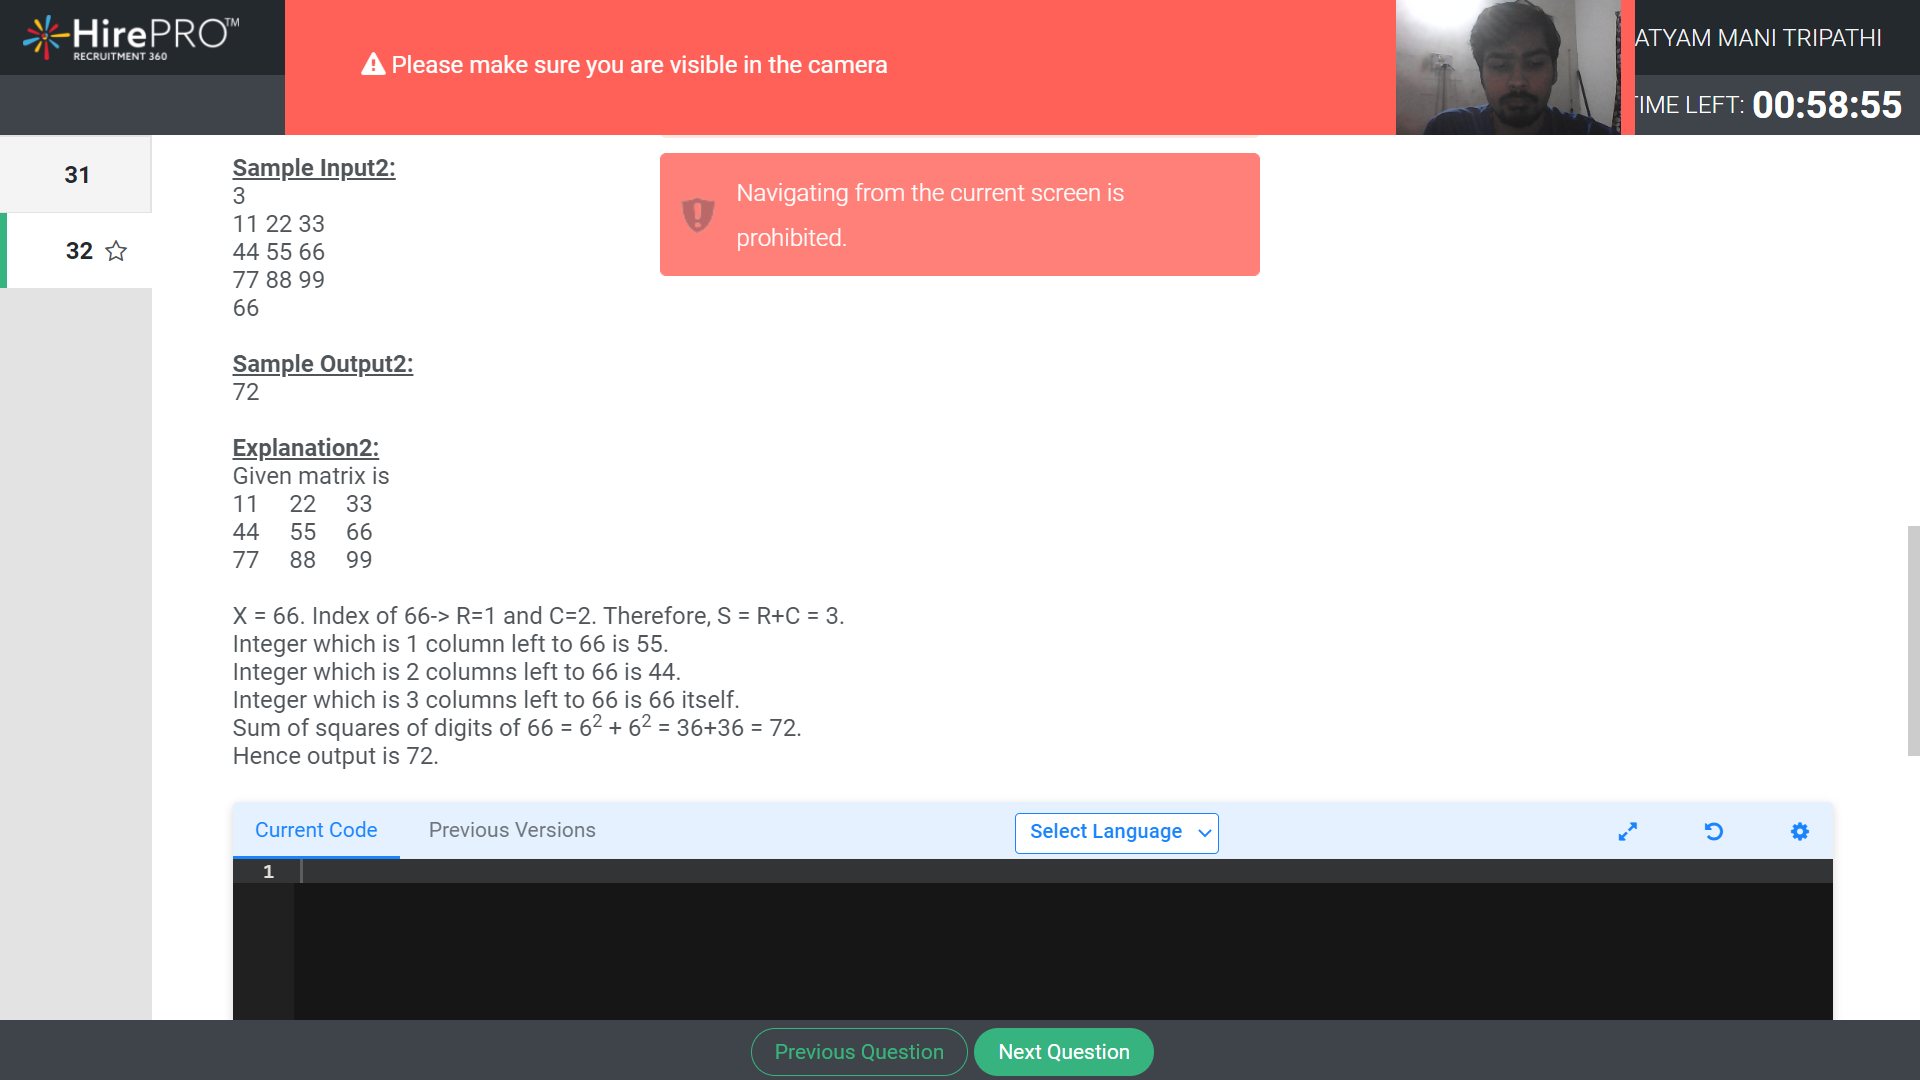 HirePRO™
RECRUITMENT 360
Please make sure you are visible in the camera
ATYAM MANI TRIPATHI
TIME LEFT: 00:58:55
31
32
Navigating from the current screen is
prohibited.
Sample Input2:
3
11 22 33
44 55 66
77 88 99
66
Sample Output2:
72
Explanation2:
Given matrix is
11 22 33
44 55 66
77 88 99
X = 66. Index of 66-> R=1 and C=2. Therefore, S = R+C = 3.
Integer which is 1 column left to 66 is 55.
Integer which is 2 columns left to 66 is 44.
Integer which is 3 columns left to 66 is 66 itself.
Sum of squares of digits of 66 = 6² + 6² = 36+36 = 72.
Hence output is 72.
Current Code
Previous Versions
Select Language
1
Previous Question
Next Question